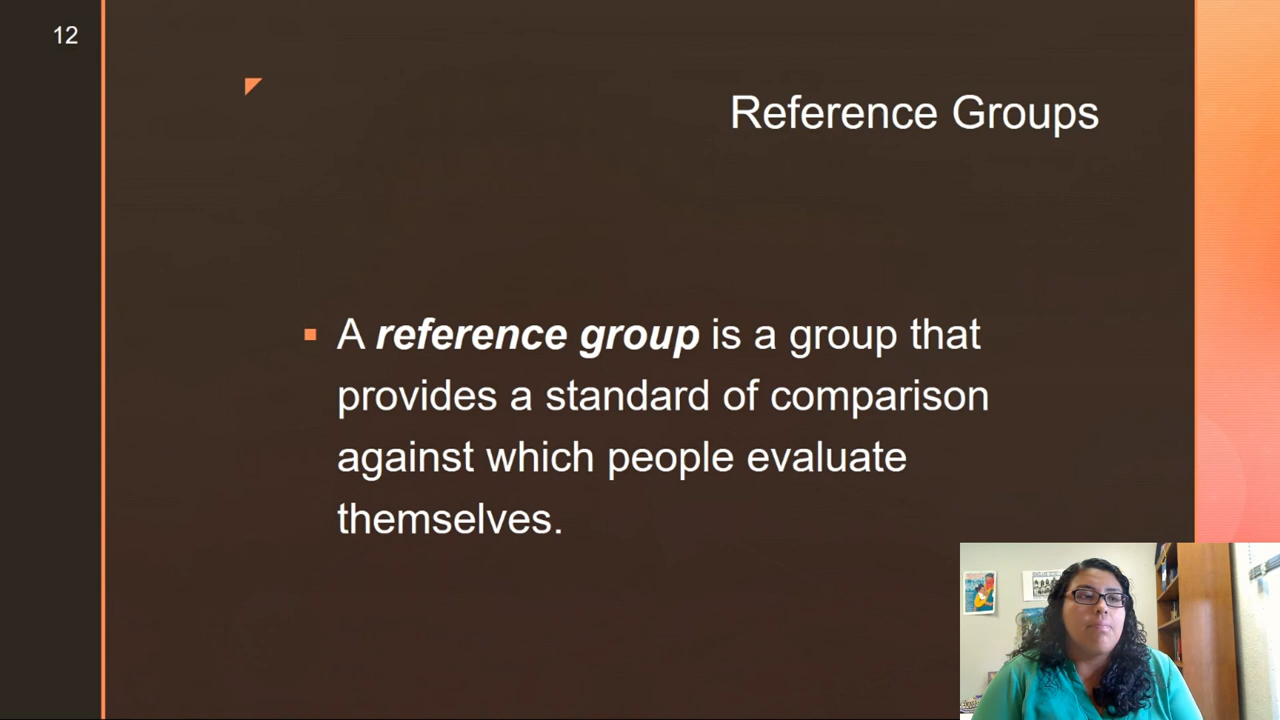 12
Reference Groups
A reference group is a group that
provides a standard of comparison
against which people evaluate
themselves.